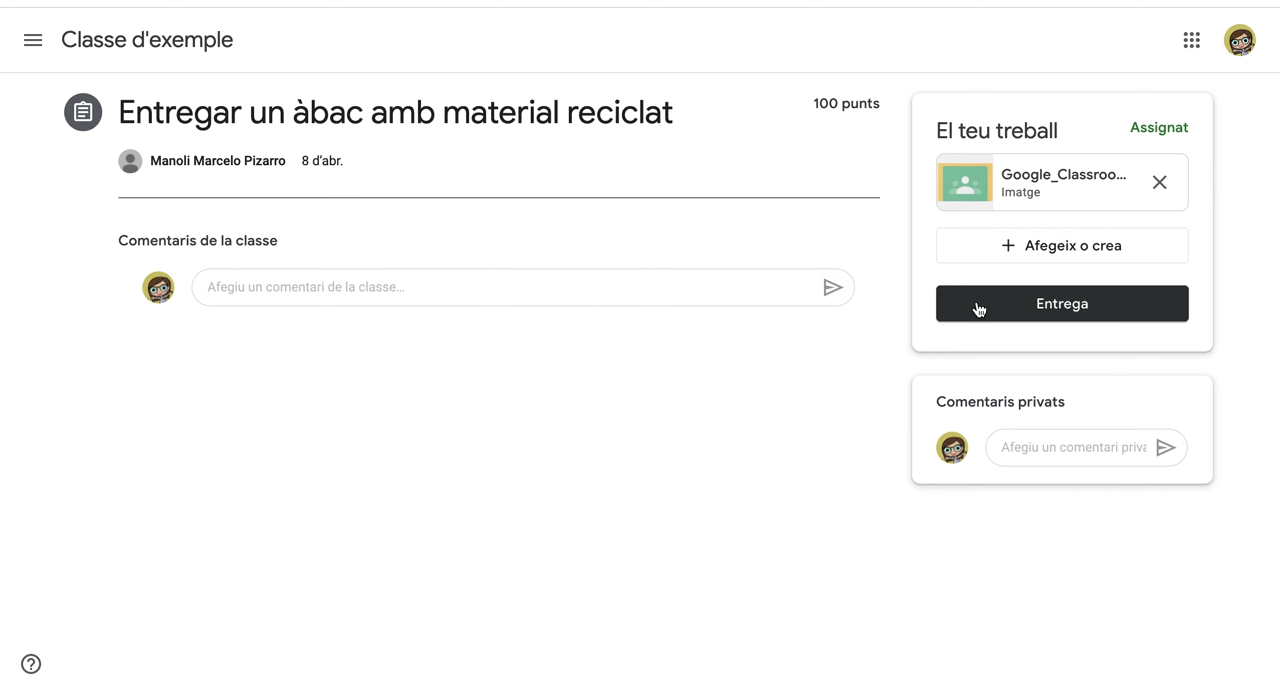 Classe d'exemple
Entregar un àbac amb material reciclat
100 punts
Manoli Marcelo Pizarro 8 d’abr.
Comentaris de la classe
Afegiu un comentari de la classe...
El teu treball
Assignat
Google_Classroo...
Imatge
Afegeix o crea
Entrega
Comentaris privats
Afegiu un comentari priva